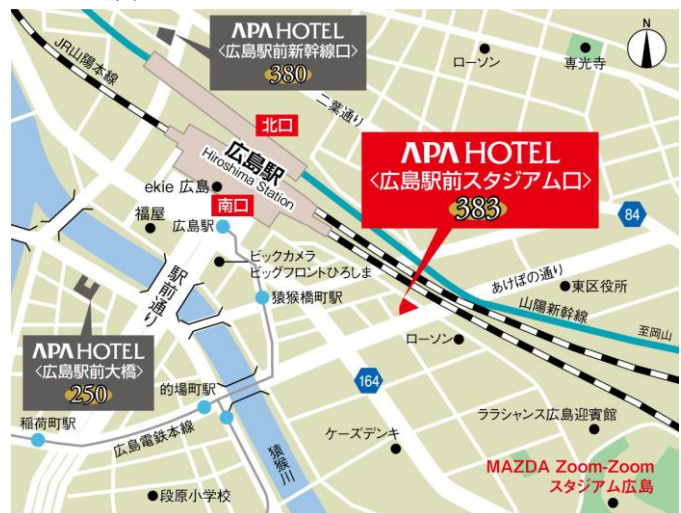 JR山陽本線
APA HOTEL
〈広島駅前新幹線口〉
380
ローソン
専光寺
N
二葉通り
北口
広島駅
Hiroshima Station
APA HOTEL
〈広島駅前スタジアム口〉
383
ekie 広島
南口
福屋
広島駅
84
ビックカメラ
ビッグフロントひろしま
あけぼの通り
東区役所
駅前通り
猿猴橋町駅
山陽新幹線
至岡山
APA HOTEL
〈広島駅前大橋〉
250
ローソン
的場町駅
164
稲荷町駅
広島電鉄本線
ケーズデンキ
ララシャンス広島迎賓館
猿猴川
MAZDA Zoom-Zoom
スタジアム広島
段原小学校